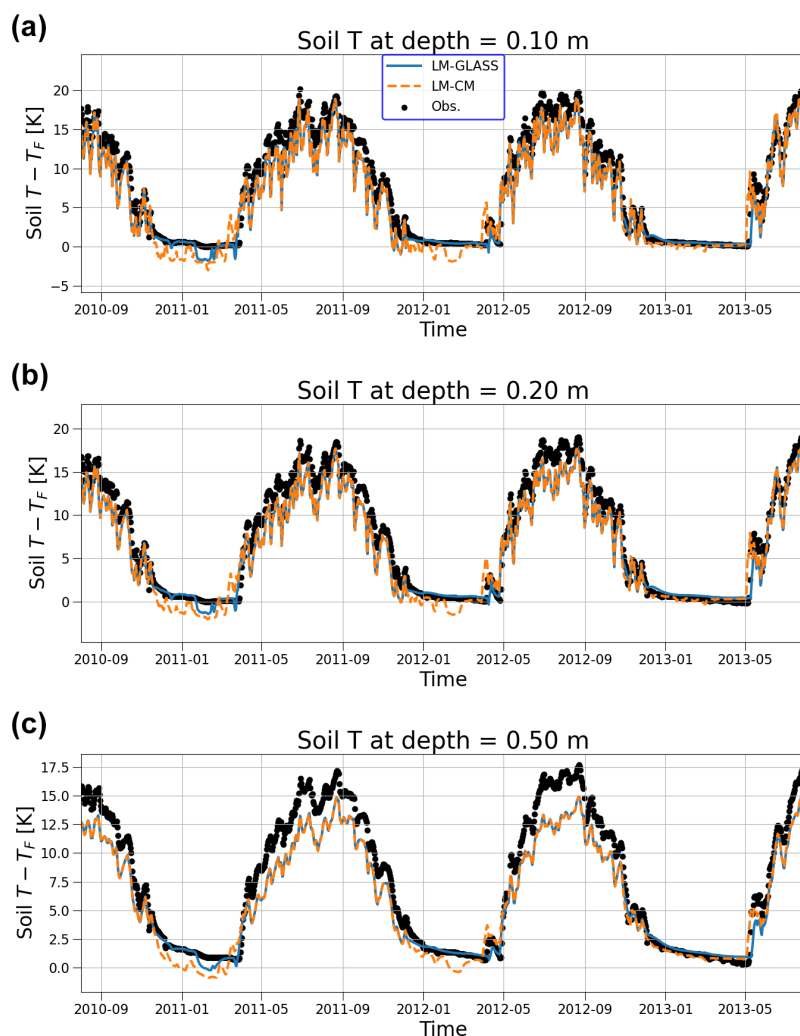 (a)
Soil T at depth = 0.10 m
LM-GLASS
LM-CM
Obs.
Soil T − T_F [K]
20
15
10
5
0
−5
2010-09 2011-01 2011-05 2011-09 2012-01 2012-05 2012-09 2013-01 2013-05
Time
(b)
Soil T at depth = 0.20 m
Soil T − T_F [K]
20
15
10
5
0
2010-09 2011-01 2011-05 2011-09 2012-01 2012-05 2012-09 2013-01 2013-05
Time
(c)
Soil T at depth = 0.50 m
Soil T − T_F [K]
17.5
15.0
12.5
10.0
7.5
5.0
2.5
0.0
2010-09 2011-01 2011-05 2011-09 2012-01 2012-05 2012-09 2013-01 2013-05
Time